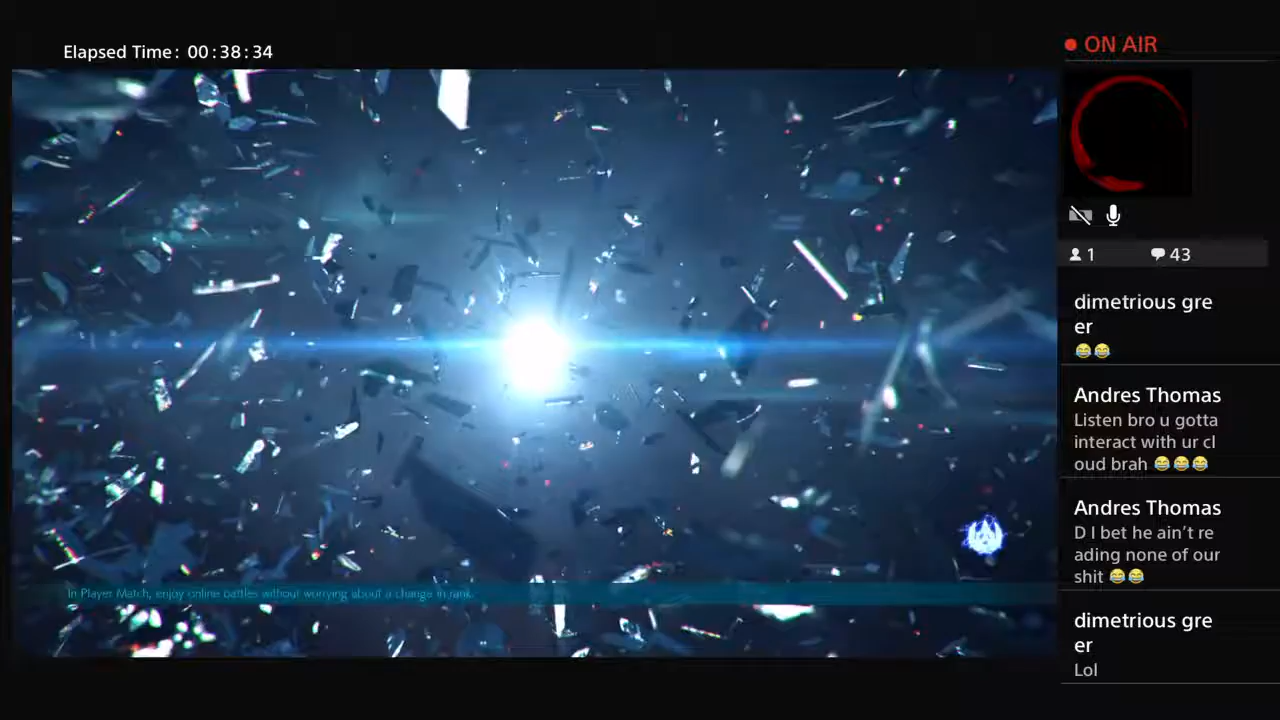 Elapsed Time: 00:38:34
ON AIR
1
43
dimetrious gre
er
😂😂
Andres Thomas
Listen bro u gotta
interact with ur cl
oud brah 😂😂😂
Andres Thomas
D I bet he ain’t re
ading none of our
shit 😂😂
In Player Match, enjoy online battles without worrying about a change in rank.
dimetrious gre
er
Lol